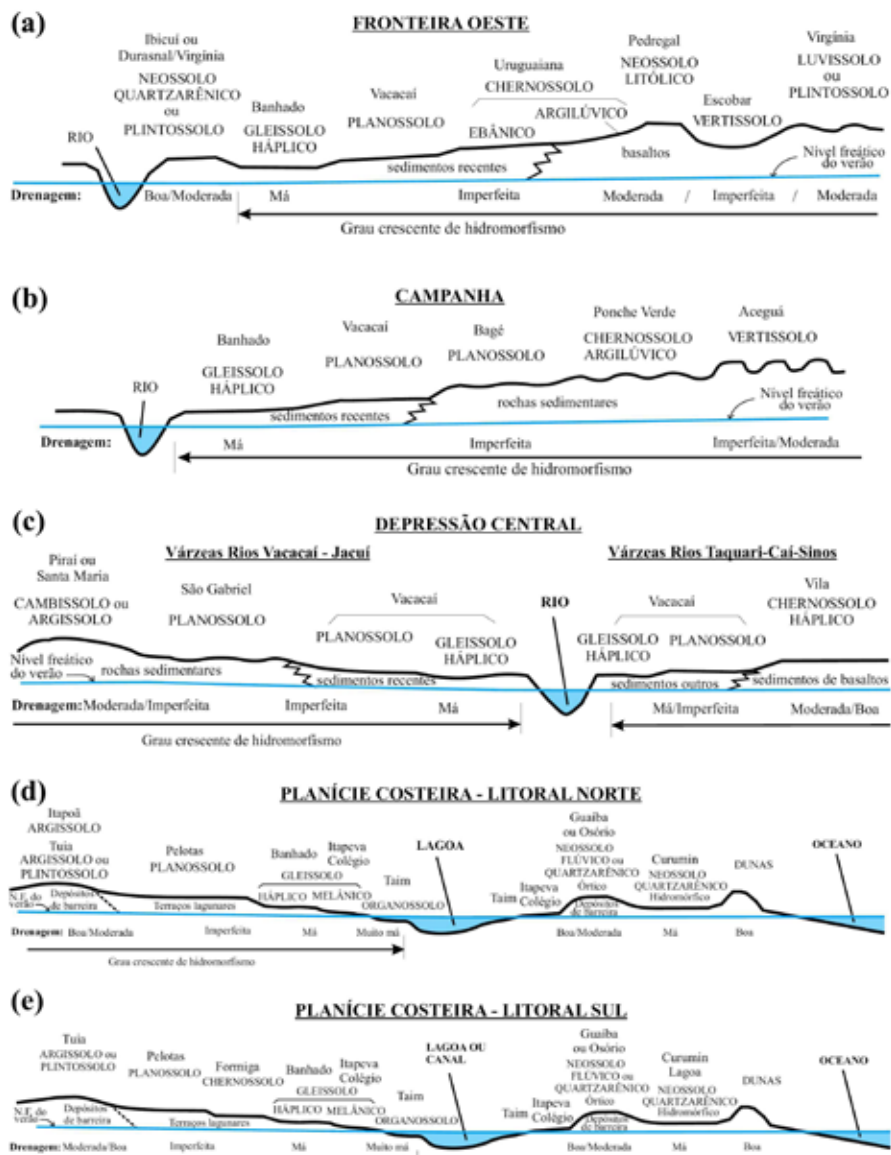 (a)
FRONTEIRA OESTE
Ibicuí ou
Durasnal/Virgínia
NEOSSOLO
QUARTZARÊNICO
ou
PLINTOSSOLO
RIO
Banhado
GLEISSOLO
HÁPLICO
Vacacaí
PLANOSSOLO
Uruguaiana
CHERNOSSOLO
EBÂNICO
ARGILÚVICO
Pedregal
NEOSSOLO
LITÓLICO
Escobar
VERTISSOLO
Virgínia
LUVISSOLO
ou
PLINTOSSOLO
sedimentos recentes
basaltos
Nível freático
do verão
Drenagem: Boa/Moderada Má Imperfeita Moderada / Imperfeita / Moderada
Grau crescente de hidromorfismo
(b)
CAMPANHA
RIO
Banhado
GLEISSOLO
HÁPLICO
Vacacaí
PLANOSSOLO
Bagé
PLANOSSOLO
Ponche Verde
CHERNOSSOLO
ARGILÚVICO
Aceguá
VERTISSOLO
sedimentos recentes
rochas sedimentares
Nível freático
do verão
Drenagem: Má Imperfeita Imperfeita/Moderada
Grau crescente de hidromorfismo
(c)
DEPRESSÃO CENTRAL
Várzeas Rios Vacacaí - Jacuí
Várzeas Rios Taquari-Caí-Sinos
Piraí ou
Santa Maria
CAMBISSOLO ou
ARGISSOLO
São Gabriel
PLANOSSOLO
Vacacaí
PLANOSSOLO
GLEISSOLO
HÁPLICO
RIO
Vacacaí
GLEISSOLO
HÁPLICO
PLANOSSOLO
Vila
CHERNOSSOLO
HÁPLICO
Nível freático
do verão
rochas sedimentares
sedimentos recentes
sedimentos outros
sedimentos de basaltos
Drenagem: Moderada/Imperfeita Imperfeita Má Má/Imperfeita Moderada/Boa
Grau crescente de hidromorfismo
(d)
PLANÍCIE COSTEIRA - LITORAL NORTE
Itapoã
ARGISSOLO
Tuia
ARGISSOLO ou
PLINTOSSOLO
Pelotas
PLANOSSOLO
Banhado
Itapeva
Colégio
GLEISSOLO
HÁPLICO
MELÂNICO
Taim
ORGANOSSOLO
LAGOA
Taim
Itapeva
Colégio
Guaíba
ou Osório
NEOSSOLO
FLÚVICO ou
QUARTZARÊNICO
Órtico
Depósitos
de barreira
Curumin
NEOSSOLO
QUARTZARÊNICO
Hidromórfico
DUNAS
OCEANO
N.F. do
verão
Depósitos
de barreira
Terraços lagunares
Drenagem: Boa/Moderada Imperfeita Má Muito má Boa/Moderada Má Boa
Grau crescente de hidromorfismo
(e)
PLANÍCIE COSTEIRA - LITORAL SUL
Tuia
ARGISSOLO ou
PLINTOSSOLO
Pelotas
PLANOSSOLO
Formiga
CHERNOSSOLO
Banhado
Itapeva
Colégio
GLEISSOLO
HÁPLICO
MELÂNICO
Taim
ORGANOSSOLO
LAGOA OU
CANAL
Taim
Itapeva
Colégio
Guaíba
ou Osório
NEOSSOLO
FLÚVICO ou
QUARTZARÊNICO
Órtico
Depósitos
de barreira
Curumin
Lagoa
NEOSSOLO
QUARTZARÊNICO
Hidromórfico
DUNAS
OCEANO
N.F. do
verão
Depósitos
de barreira
Terraços lagunares
Drenagem: Moderada/Boa Imperfeita Má Muito má Boa/Moderada Má Boa